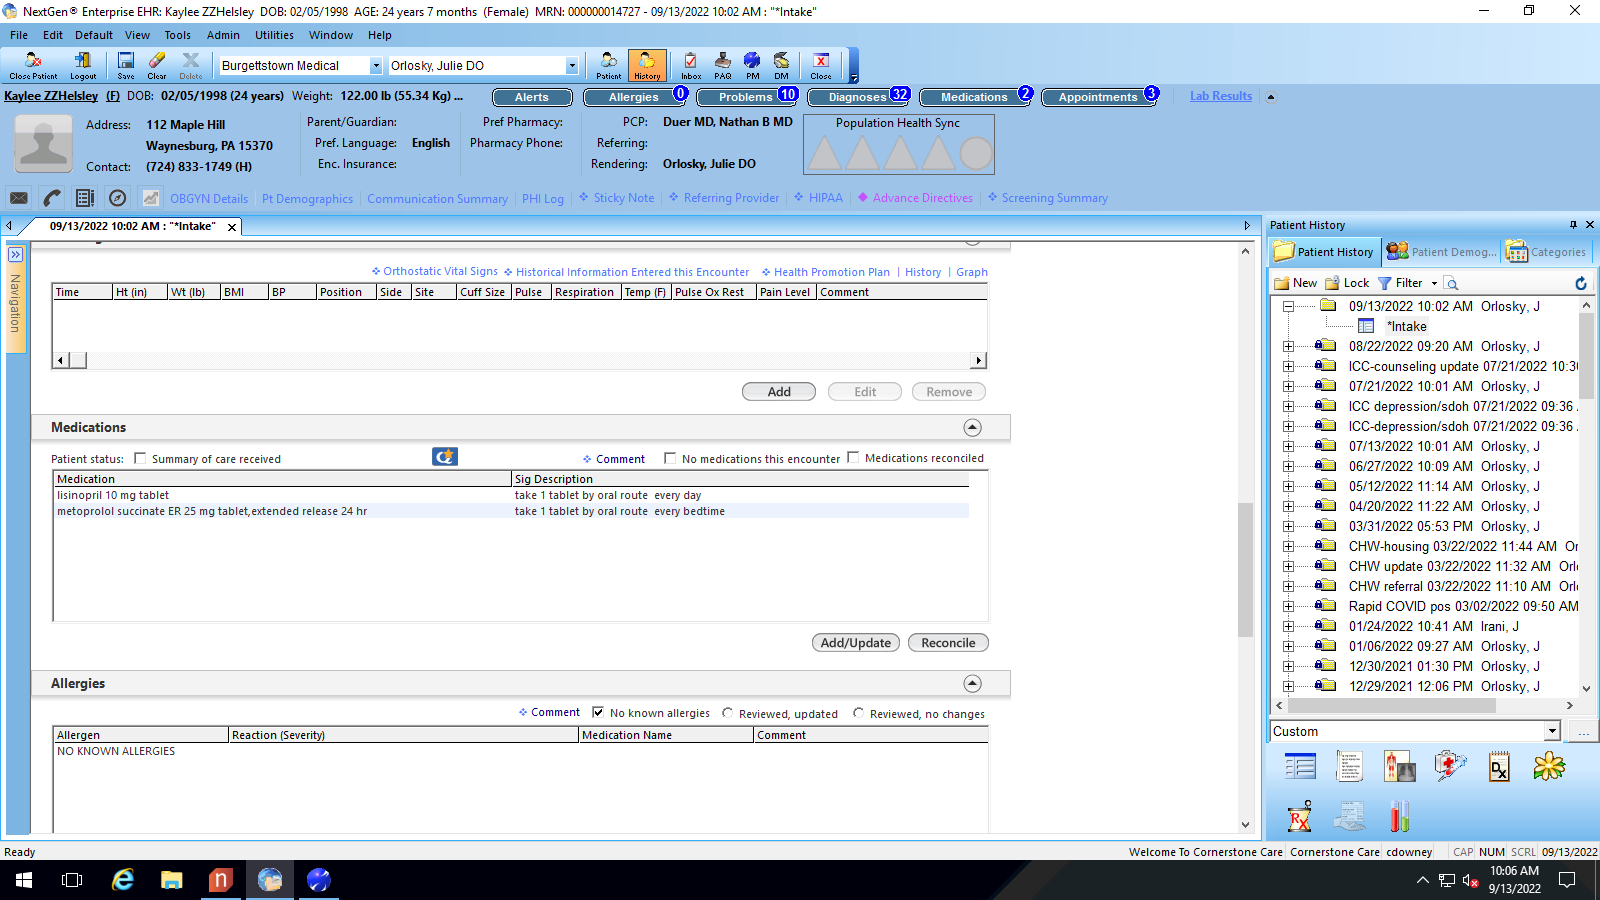 NextGen® Enterprise EHR: Kaylee ZZHelsley  DOB: 02/05/1998  AGE: 24 years 7 months  (Female)  MRN: 000000014727 - 09/13/2022 10:02 AM : "*Intake"
File Edit Default View Tools Admin Utilities Window Help
Burgettstown Medical Orlosky, Julie DO
Close Patient Logout Save Clear Delete Patient History Inbox PAQ PM DM Close
Kaylee ZZHelsley (F) DOB: 02/05/1998 (24 years) Weight: 122.00 lb (55.34 Kg) ... Alerts Allergies 0 Problems 10 Diagnoses 32 Medications 2 Appointments 3 Lab Results
Address: 112 Maple Hill
Waynesburg, PA 15370
Contact: (724) 833-1749 (H)
Parent/Guardian:
Pref. Language: English
Enc. Insurance:
Pref Pharmacy:
Pharmacy Phone:
PCP: Duer MD, Nathan B MD
Referring:
Rendering: Orlosky, Julie DO
Population Health Sync
OBGYN Details Pt Demographics Communication Summary PHI Log Sticky Note Referring Provider HIPAA Advance Directives Screening Summary
09/13/2022 10:02 AM : "*Intake"
Navigation
Orthostatic Vital Signs Historical Information Entered this Encounter Health Promotion Plan | History | Graph
Time Ht (in) Wt (lb) BMI BP Position Side Site Cuff Size Pulse Respiration Temp (F) Pulse Ox Rest Pain Level Comment
Add Edit Remove
Medications
Patient status: Summary of care received Comment No medications this encounter Medications reconciled
Medication Sig Description
lisinopril 10 mg tablet take 1 tablet by oral route  every day
metoprolol succinate ER 25 mg tablet,extended release 24 hr take 1 tablet by oral route  every bedtime
Add/Update Reconcile
Allergies
Comment No known allergies Reviewed, updated Reviewed, no changes
Allergen Reaction (Severity) Medication Name Comment
NO KNOWN ALLERGIES
Patient History
Patient History Patient Demog... Categories
New Lock Filter
09/13/2022 10:02 AM  Orlosky, J
*Intake
08/22/2022 09:20 AM  Orlosky, J
ICC-counseling update 07/21/2022 10:30
07/21/2022 10:01 AM  Orlosky, J
ICC depression/sdoh 07/21/2022 09:36
ICC-depression/sdoh 07/21/2022 09:36
07/13/2022 10:01 AM  Orlosky, J
06/27/2022 10:09 AM  Orlosky, J
05/12/2022 11:14 AM  Orlosky, J
04/20/2022 11:22 AM  Orlosky, J
03/31/2022 05:53 PM  Orlosky, J
CHW-housing 03/22/2022 11:44 AM  Or
CHW update 03/22/2022 11:32 AM  Orl
CHW referral 03/22/2022 11:10 AM  Orl
Rapid COVID pos 03/02/2022 09:50 AM
01/24/2022 10:41 AM  Irani, J
01/06/2022 09:27 AM  Orlosky, J
12/30/2021 01:30 PM  Orlosky, J
12/29/2021 12:06 PM  Orlosky, J
Custom ...
Dx
Rx
Ready Welcome To Cornerstone Care Cornerstone Care cdowney CAP NUM SCRL 09/13/2022
10:06 AM
9/13/2022